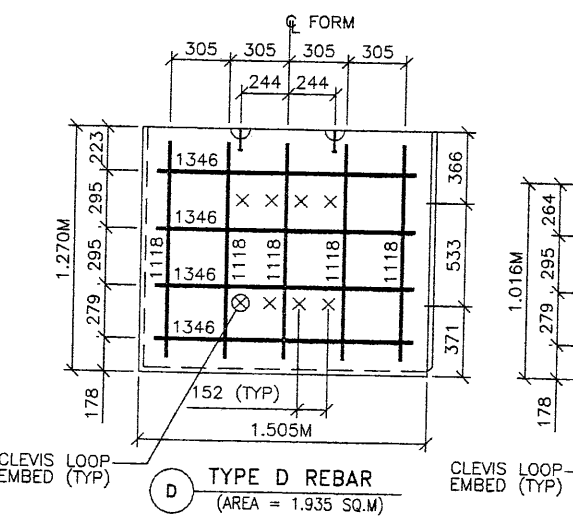 ℄ FORM
305 305 305 305
244 244
223
295
295
279
178
1.270M
1346
1346
1346
1346
1118
1118
1118
1118
1118
366
533
371
152 (TYP)
1.505M
CLEVIS LOOP
EMBED (TYP)
D
TYPE D REBAR
(AREA = 1.935 SQ.M)
264
295
279
178
1.016M
CLEVIS LOOP
EMBED (TYP)